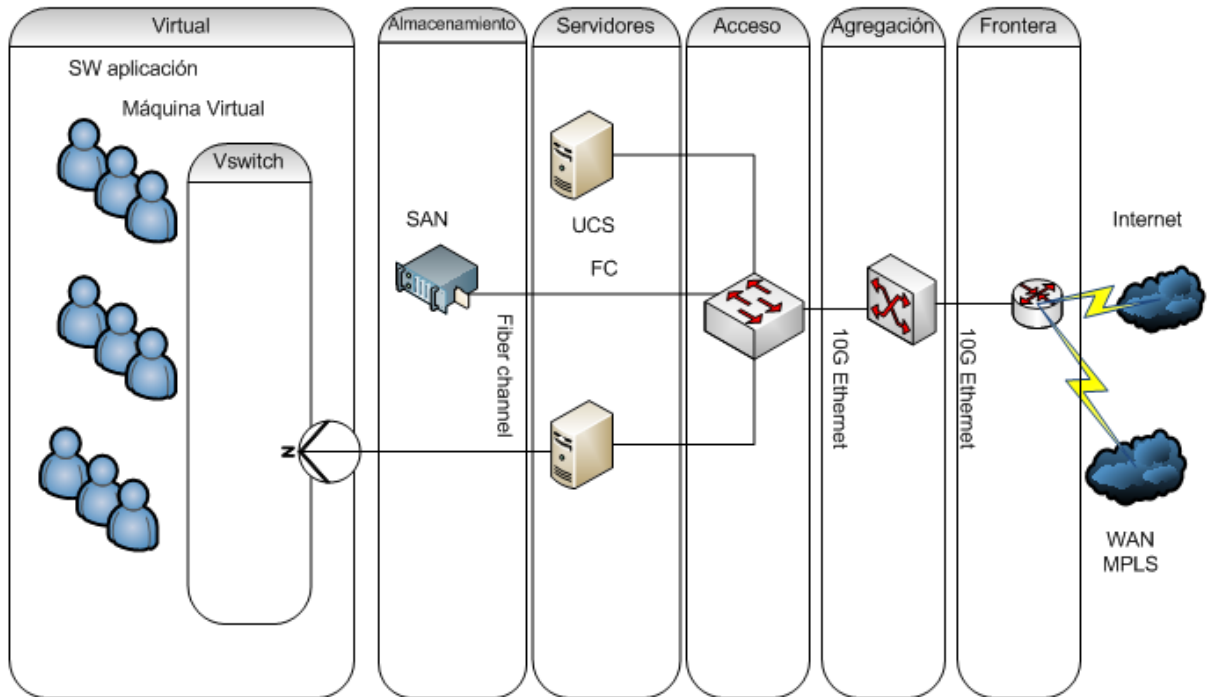 Virtual
Almacenamiento
Servidores
Acceso
Agregación
Frontera
SW aplicación
Máquina Virtual
Vswitch
SAN
UCS
FC
Internet
Fiber channel
10G Ethernet
10G Ethernet
N
WAN
MPLS